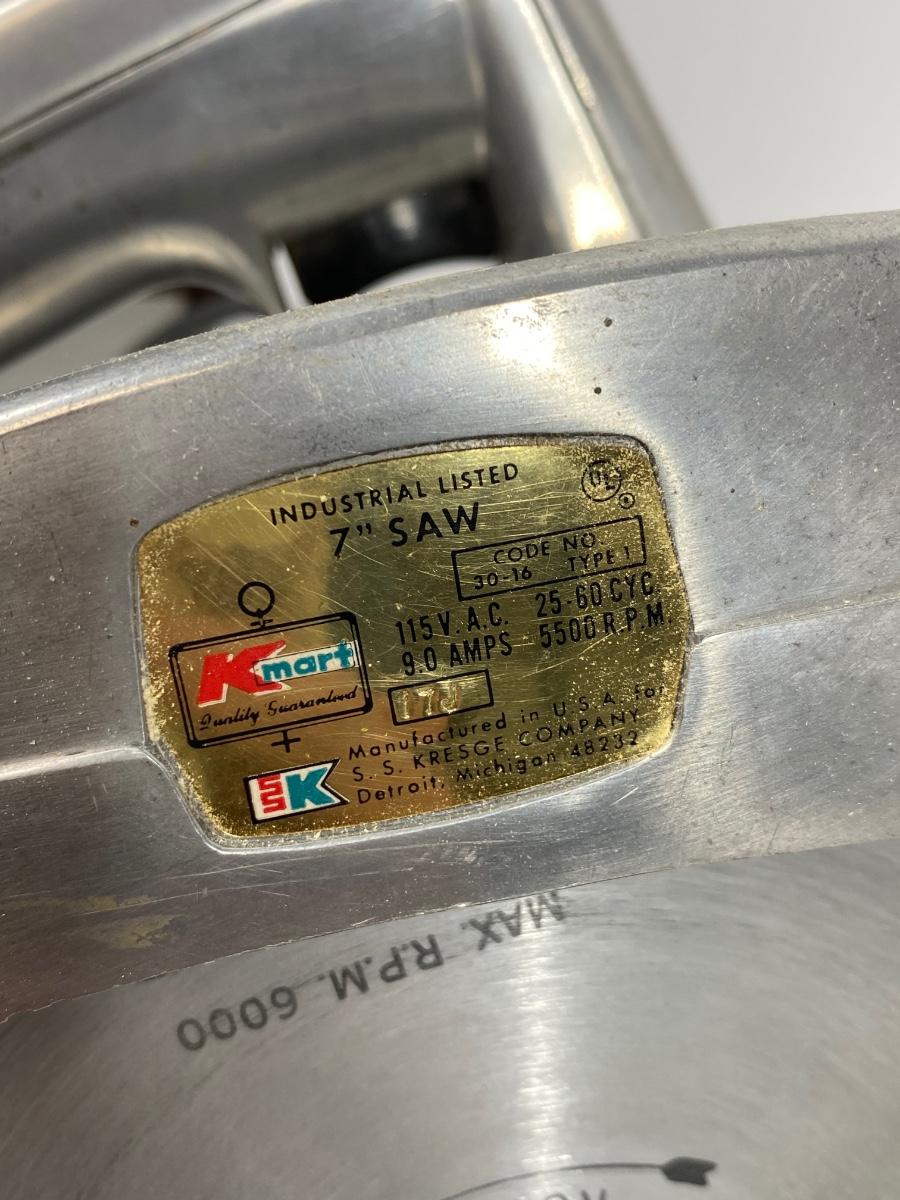 INDUSTRIAL LISTED
UL
®
7" SAW
CODE NO.
30-16 TYPE 1
115 V. A.C. 25-60 CYC.
9.0 AMPS 5500 R.P.M.
Kmart
Quality Guaranteed
Manufactured in U.S.A. for
S. S. KRESGE COMPANY
Detroit, Michigan 48232
SSK
MAX. R.P.M. 6000